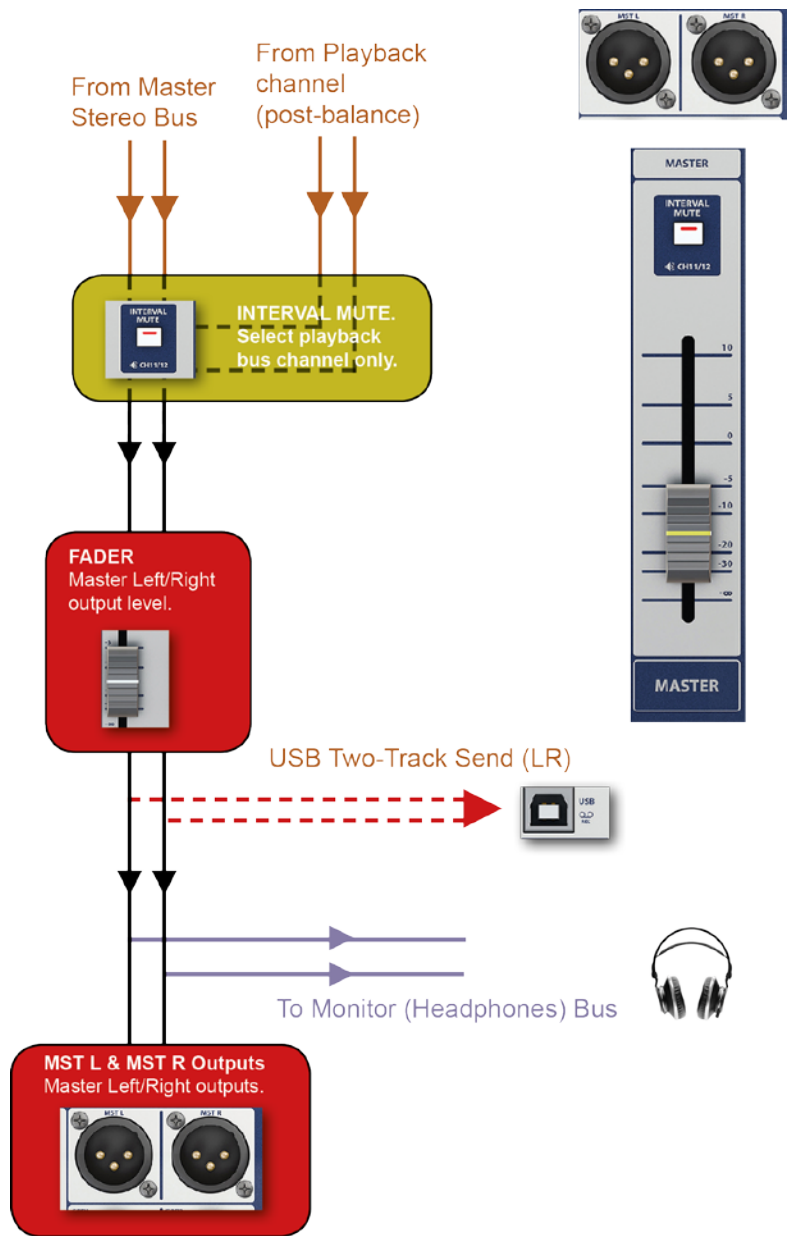 MST L
MST R
From Master
Stereo Bus
From Playback
channel
(post-balance)
MASTER
INTERVAL
MUTE
CH11/12
10
5
0
-5
-10
-20
-30
-∞
MASTER
INTERVAL
MUTE
CH11/12
INTERVAL MUTE.
Select playback
bus channel only.
FADER
Master Left/Right
output level.
USB Two-Track Send (LR)
USB
REC
To Monitor (Headphones) Bus
MST L & MST R Outputs
Master Left/Right outputs.
MST L
MST R